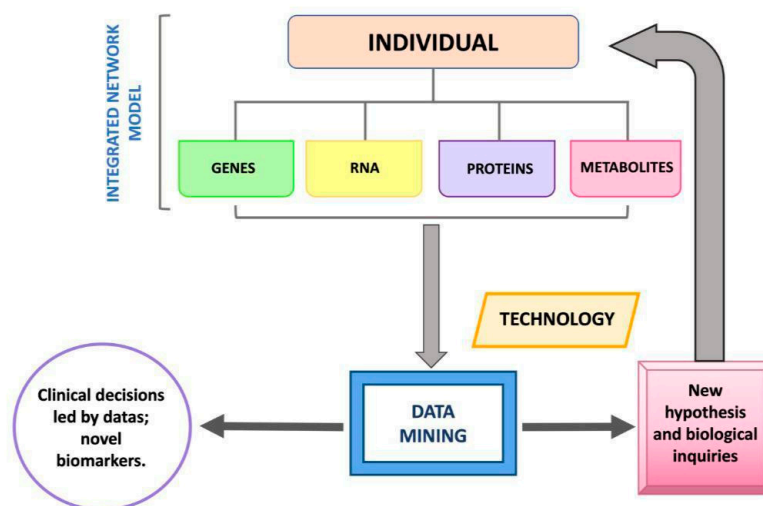 INTEGRATED NETWORK
MODEL
INDIVIDUAL
GENES
RNA
PROTEINS
METABOLITES
TECHNOLOGY
Clinical decisions
led by datas;
novel
biomarkers.
DATA
MINING
New
hypothesis
and biological
inquiries